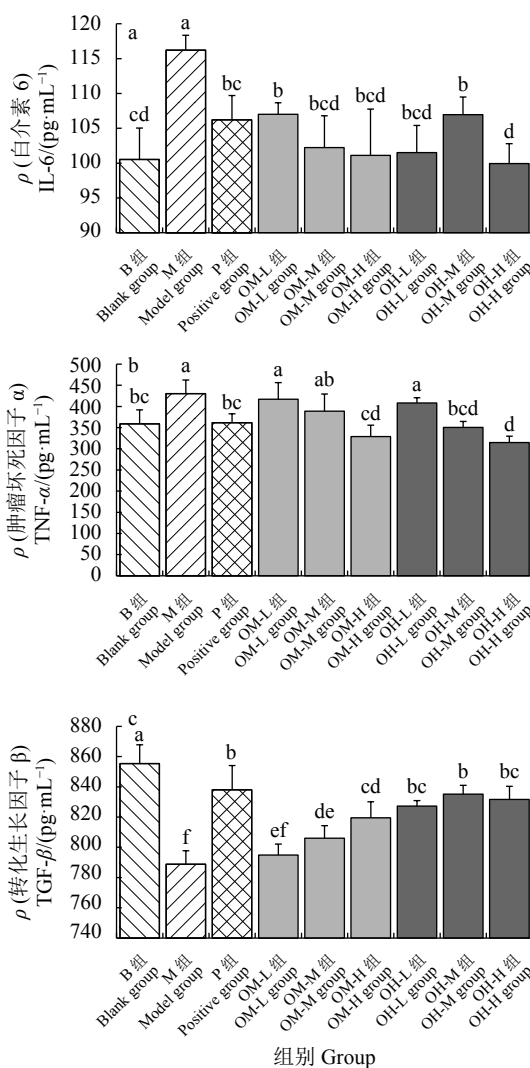 120
115
110
105
100
95
90
ρ (白介素 6)
IL-6/(pg·mL⁻¹)
a
cd
a
bc
b
bcd
bcd
bcd
b
d
B 组
Blank group
M 组
Model group
P 组
Positive group
OM-L 组
OM-L group
OM-M 组
OM-M group
OM-H 组
OM-H group
OH-L 组
OH-L group
OH-M 组
OH-M group
OH-H 组
OH-H group
500
450
400
350
300
250
200
150
100
50
0
ρ (肿瘤坏死因子 α)
TNF-α/(pg·mL⁻¹)
b
bc
a
bc
a
ab
cd
a
bcd
d
B 组
Blank group
M 组
Model group
P 组
Positive group
OM-L 组
OM-L group
OM-M 组
OM-M group
OM-H 组
OM-H group
OH-L 组
OH-L group
OH-M 组
OH-M group
OH-H 组
OH-H group
880
860
840
820
800
780
760
740
ρ (转化生长因子 β)
TGF-β/(pg·mL⁻¹)
c
a
f
b
ef
de
cd
bc
b
bc
B 组
Blank group
M 组
Model group
P 组
Positive group
OM-L 组
OM-L group
OM-M 组
OM-M group
OM-H 组
OM-H group
OH-L 组
OH-L group
OH-M 组
OH-M group
OH-H 组
OH-H group
组别 Group